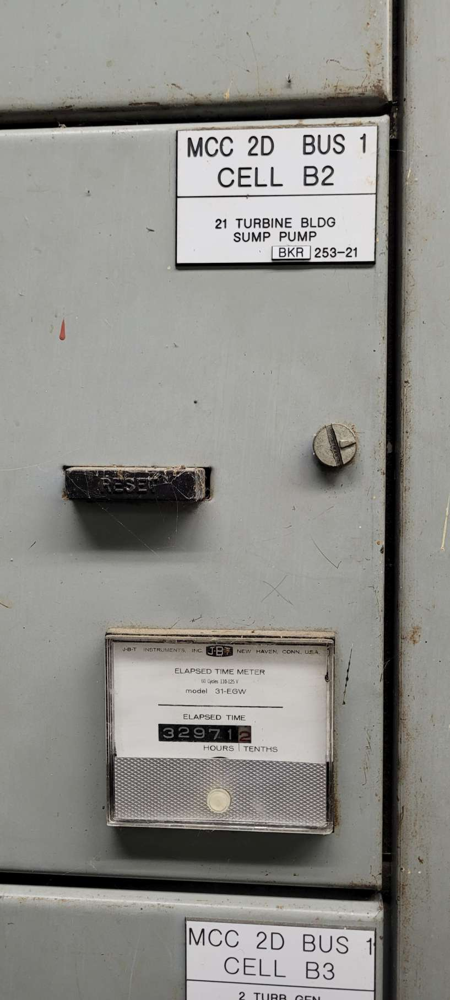 MCC 2D BUS 1
CELL B2
21 TURBINE BLDG
SUMP PUMP
BKR 253-21
RESET
J-B-T INSTRUMENTS, INC. J-B-T NEW HAVEN, CONN., U.S.A.
ELAPSED TIME METER
60 Cycles 110-125 V
model 31-EGW
ELAPSED TIME
329712
HOURS TENTHS
MCC 2D BUS 1
CELL B3
2 TURB GEN